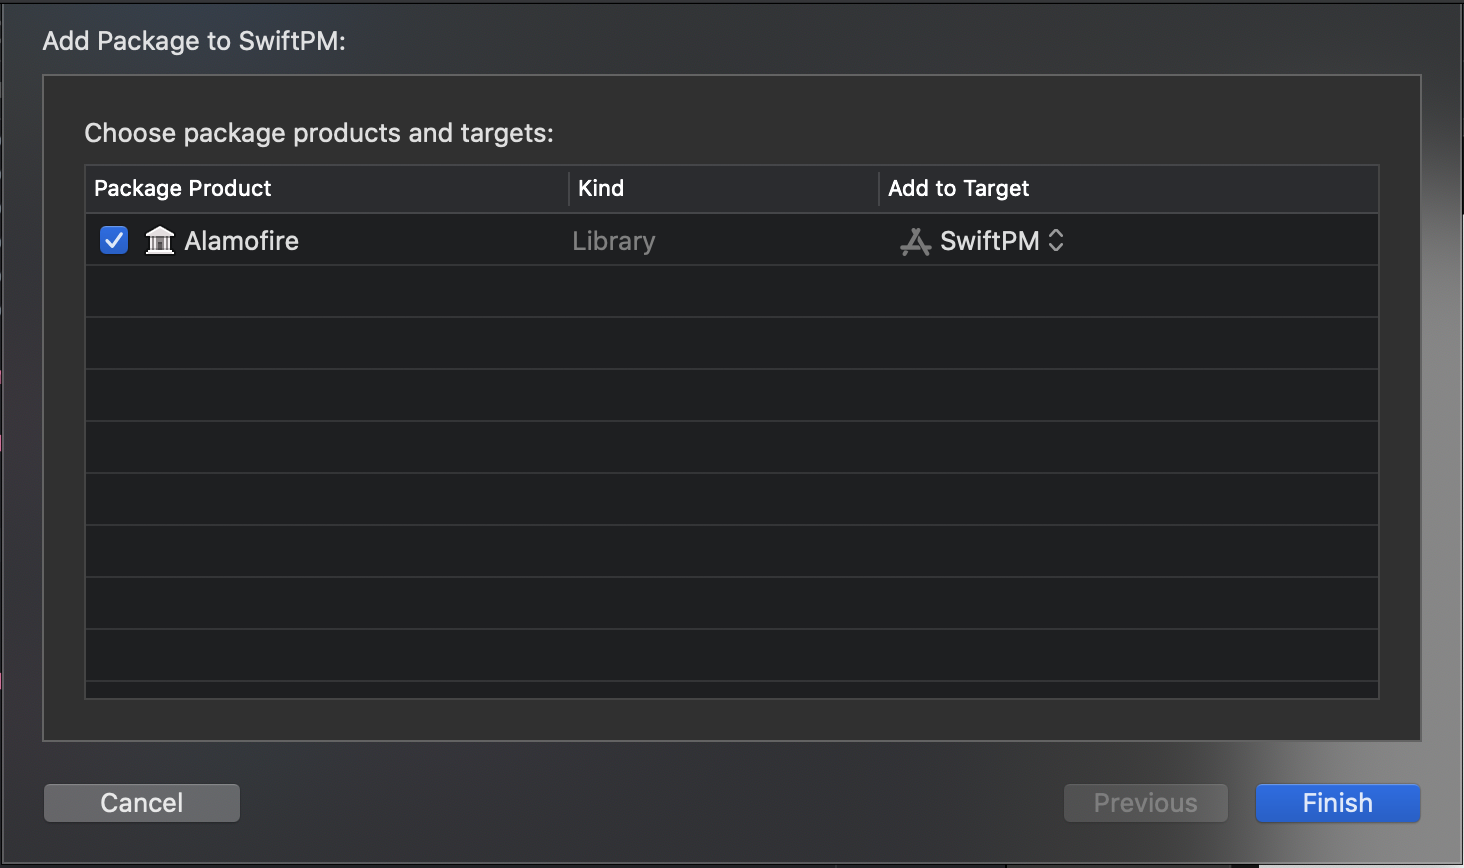 Add Package to SwiftPM:
Choose package products and targets:
Package Product Kind Add to Target
Alamofire Library SwiftPM
Cancel Previous Finish